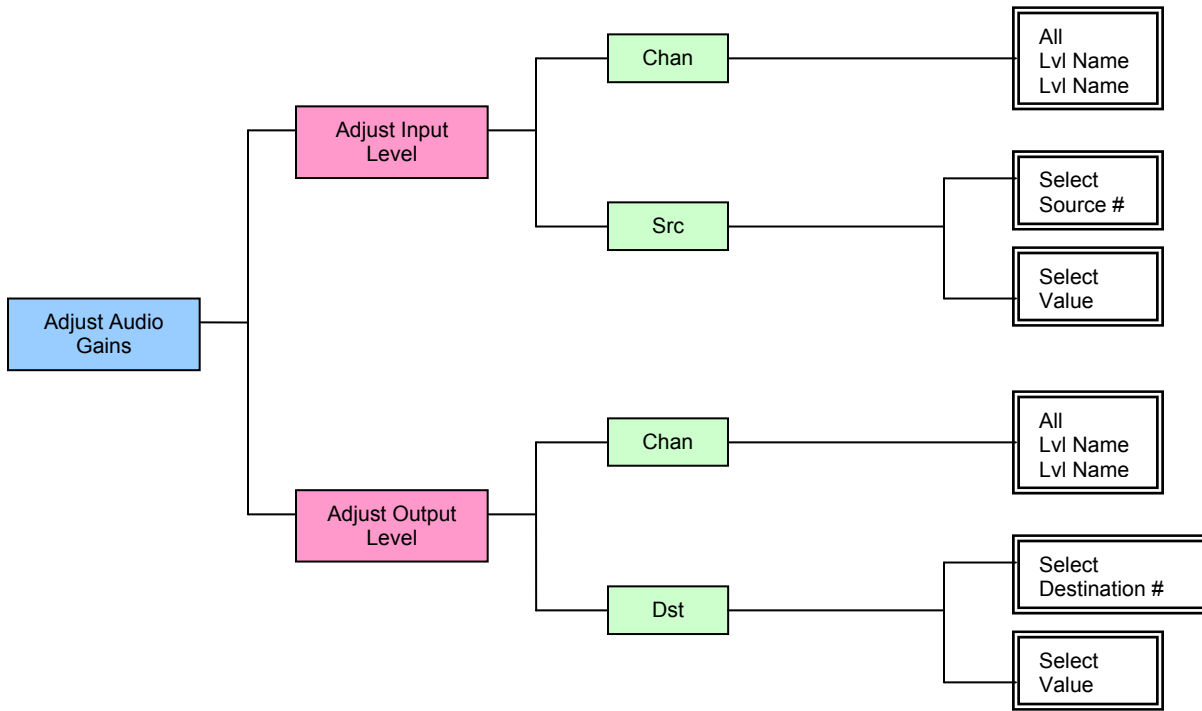 Adjust Audio
Gains
Adjust Input
Level
Chan
All
Lvl Name
Lvl Name
Src
Select
Source #
Select
Value
Adjust Output
Level
Chan
All
Lvl Name
Lvl Name
Dst
Select
Destination #
Select
Value